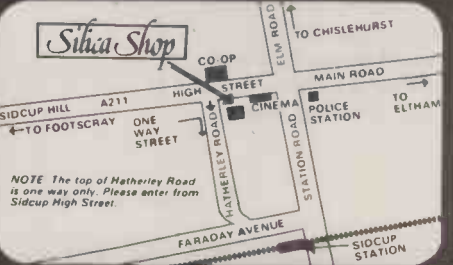 Silica Shop
CO-OP
ELM ROAD
TO CHISLEHURST
HIGH STREET
MAIN ROAD
SIDCUP HILL A211
CINEMA
POLICE
STATION
TO
ELTHAM
TO FOOTSCRAY
ONE
WAY
STREET
HATHERLEY ROAD
STATION ROAD
NOTE The top of Hatherley Road
is one way only. Please enter from
Sidcup High Street.
FARADAY AVENUE
SIDCUP
STATION